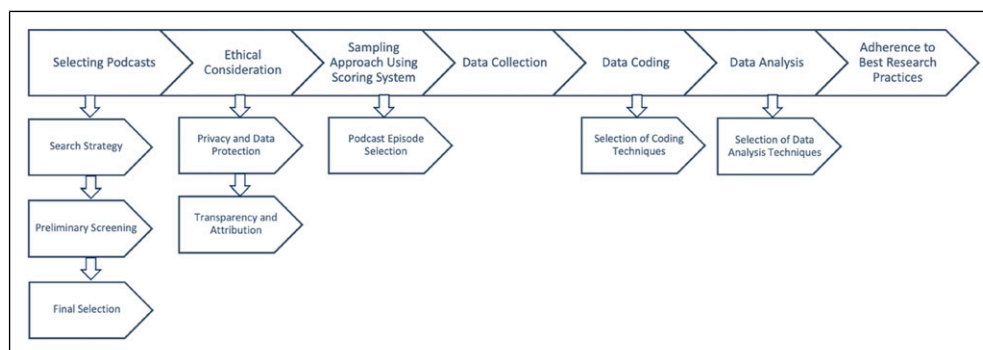 Selecting Podcasts
Ethical
Consideration
Sampling
Approach Using
Scoring System
Data Collection
Data Coding
Data Analysis
Adherence to
Best Research
Practices
Search Strategy
Preliminary Screening
Final Selection
Privacy and Data
Protection
Transparency and
Attribution
Podcast Episode
Selection
Selection of Coding
Techniques
Selection of Data
Analysis Techniques